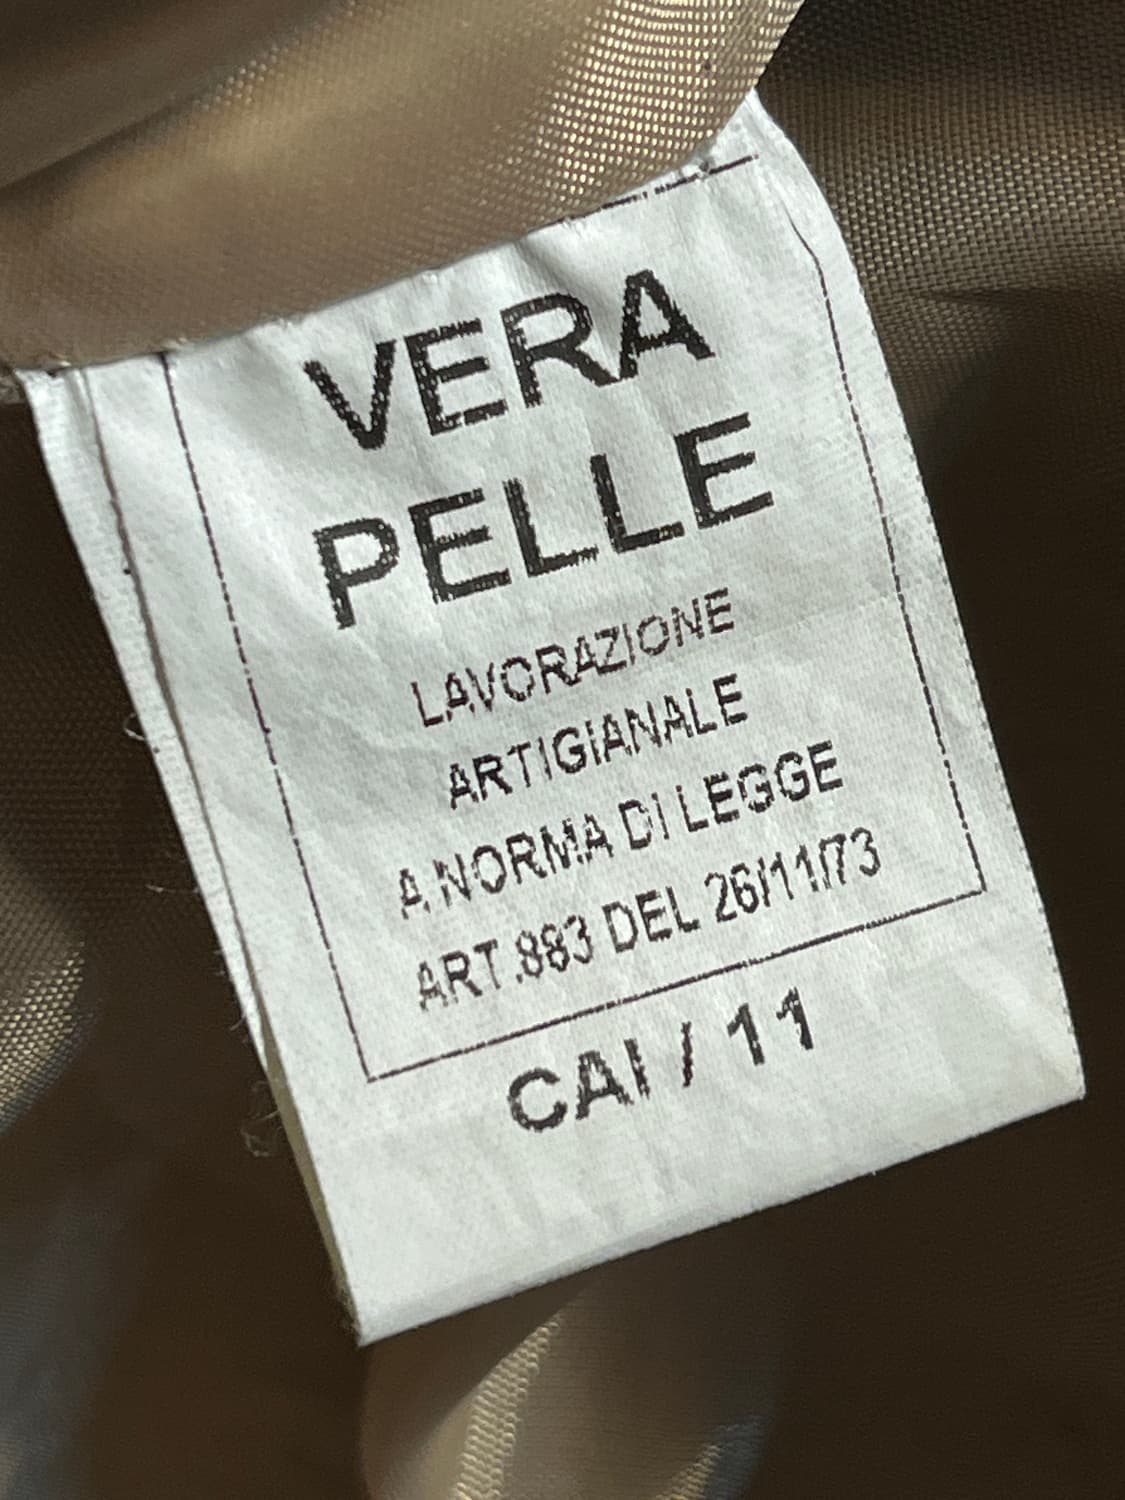 VERA
PELLE
LAVORAZIONE
ARTIGIANALE
A NORMA DI LEGGE
ART.883 DEL 26/11/73
CAI / 11